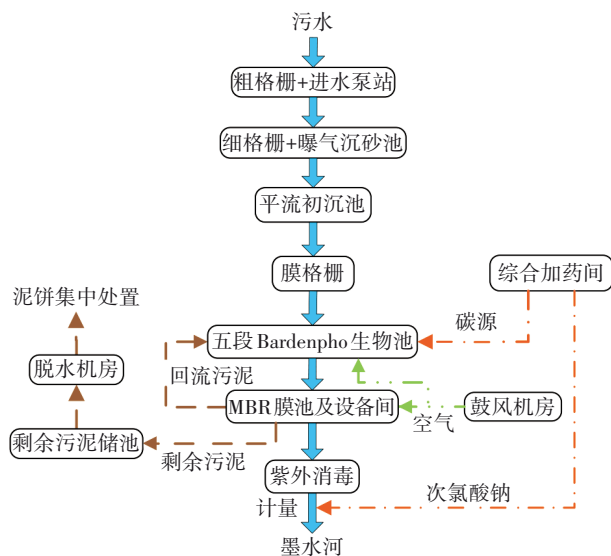 污水
粗格栅+进水泵站
细格栅+曝气沉砂池
平流初沉池
膜格栅
综合加药间
泥饼集中处置
碳源
五段Bardenpho生物池
脱水机房
回流污泥
MBR膜池及设备间
鼓风机房
空气
剩余污泥储池
剩余污泥
紫外消毒
次氯酸钠
计量
墨水河